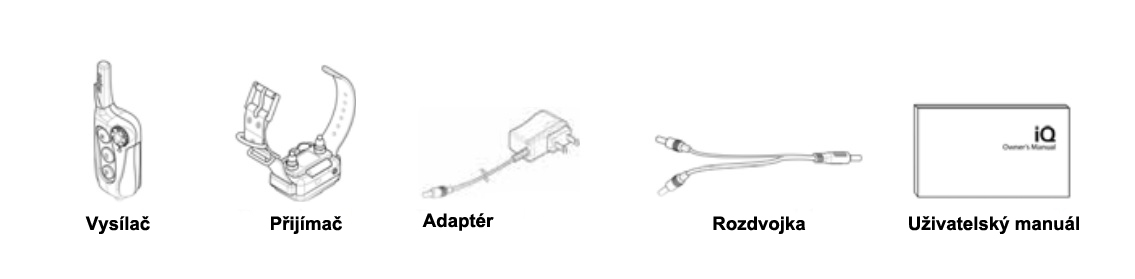 iQ
Owner's Manual
Vysílač
Přijímač
Adaptér
Rozdvojka
Uživatelský manuál